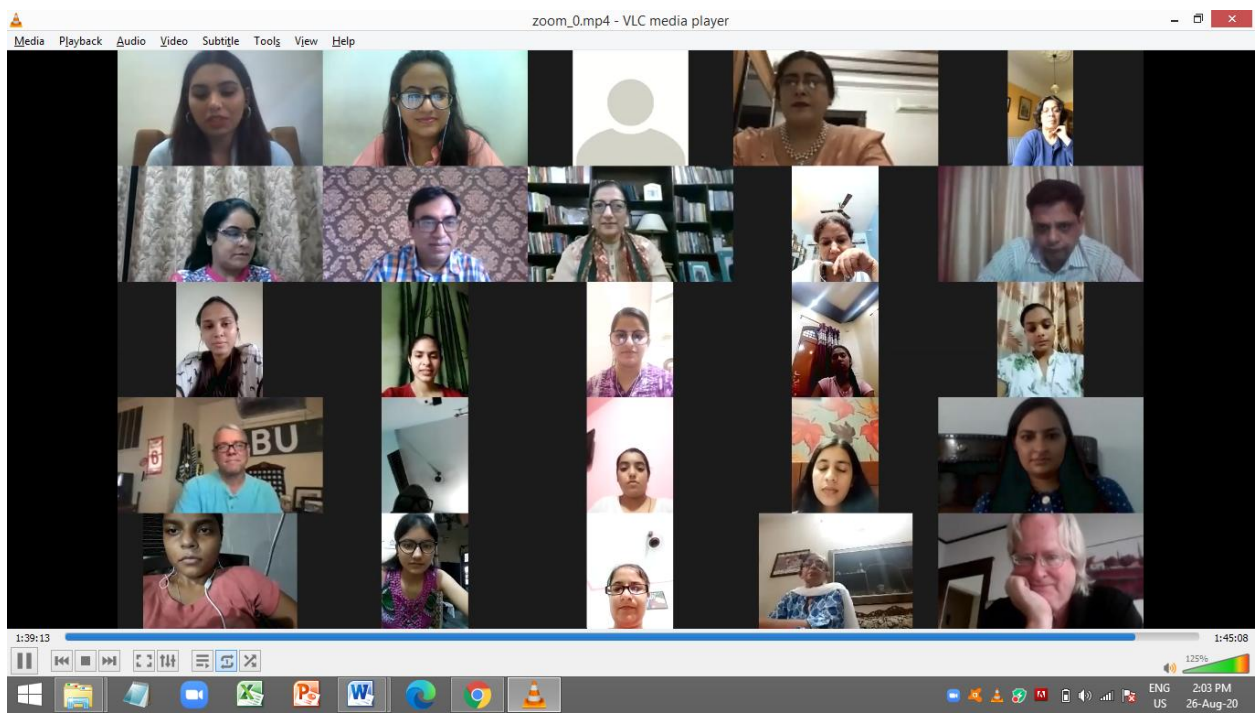 zoom_0.mp4 - VLC media player
Media Playback Audio Video Subtitle Tools View Help
BU
1:39:13
1:45:08
125%
ENG 2:03 PM
US 26-Aug-20